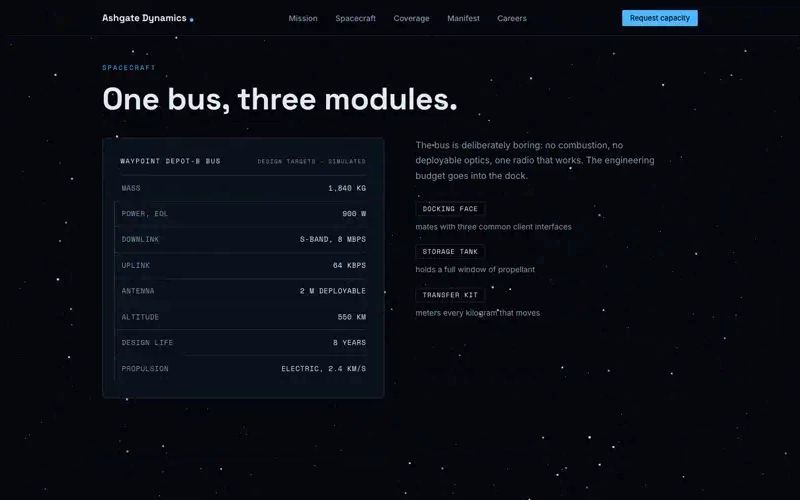 Ashgate Dynamics
Mission Spacecraft Coverage Manifest Careers
Request capacity
SPACECRAFT
One bus, three modules.
WAYPOINT DEPOT-B BUS DESIGN TARGETS — SIMULATED
MASS 1,840 KG
POWER, EOL 900 W
DOWNLINK S-BAND, 8 MBPS
UPLINK 64 KBPS
ANTENNA 2 M DEPLOYABLE
ALTITUDE 550 KM
DESIGN LIFE 8 YEARS
PROPULSION ELECTRIC, 2.4 KM/S
The bus is deliberately boring: no combustion, no
deployable optics, one radio that works. The engineering
budget goes into the dock.
DOCKING FACE
mates with three common client interfaces
STORAGE TANK
holds a full window of propellant
TRANSFER KIT
meters every kilogram that moves